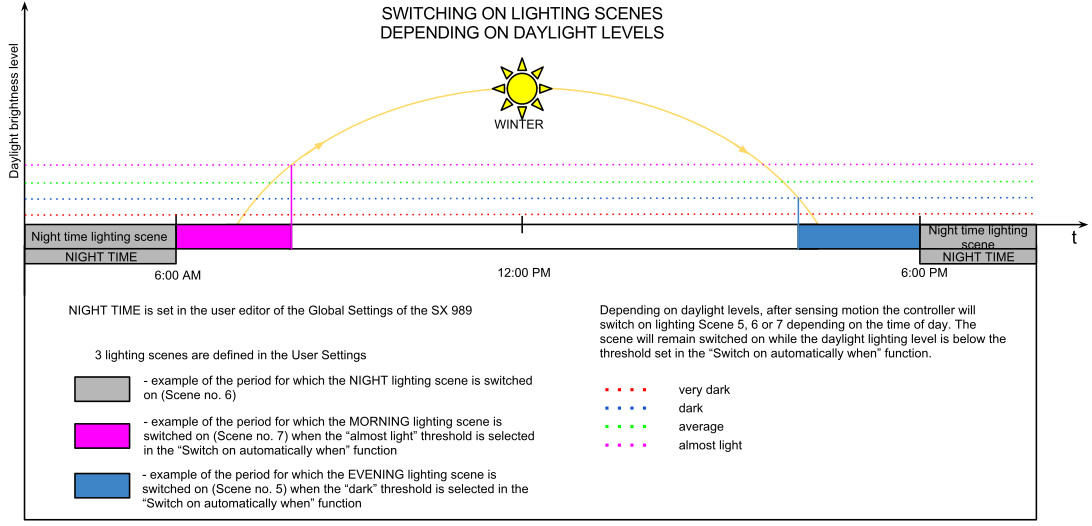 SWITCHING ON LIGHTING SCENES
DEPENDING ON DAYLIGHT LEVELS
Daylight brightness level
WINTER
Night time lighting scene
NIGHT TIME
Night time lighting
scene
NIGHT TIME
t
6:00 AM
12:00 PM
6:00 PM
NIGHT TIME is set in the user editor of the Global Settings of the SX 989
3 lighting scenes are defined in the User Settings
- example of the period for which the NIGHT lighting scene is switched
on (Scene no. 6)
- example of the period for which the MORNING lighting scene is
switched on (Scene no. 7) when the “almost light” threshold is selected
in the “Switch on automatically when” function
- example of the period for which the EVENING lighting scene is
switched on (Scene no. 5) when the “dark” threshold is selected in the
“Switch on automatically when” function
Depending on daylight levels, after sensing motion the controller will
switch on lighting Scene 5, 6 or 7 depending on the time of day. The
scene will remain switched on while the daylight lighting level is below the
threshold set in the “Switch on automatically when” function.
very dark
dark
average
almost light